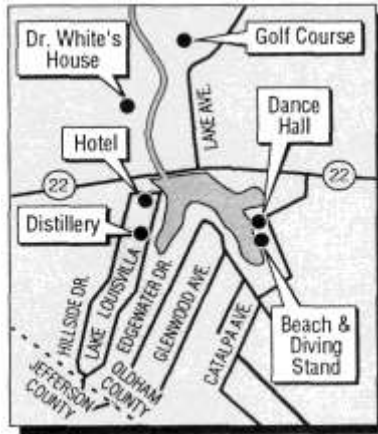 Dr. White's
House
Golf Course
LAKE AVE.
Dance
Hall
Hotel
22
22
Distillery
HILLSIDE DR.
LAKE LOUISVILLA
EDGEWATER DR.
GLENWOOD AVE.
CATALPA AVE.
Beach &
Diving
Stand
OLDHAM
COUNTY
JEFFERSON
COUNTY